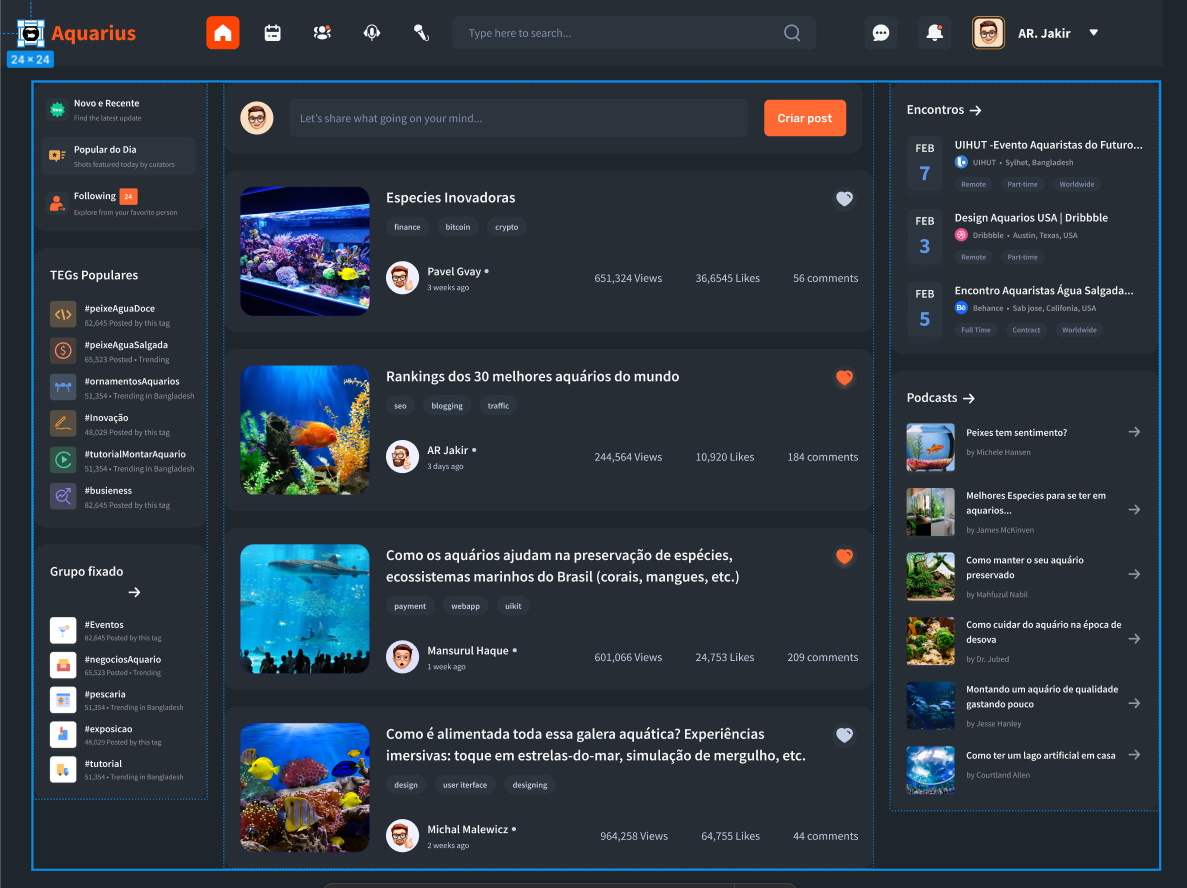 Aquarius
Type here to search...
AR. Jakir
24 × 24
Novo e Recente
Find the latest update
Popular do Dia
Shots featured today by curators
Following 24
Explore from your favorite person
TEGs Populares
#peixeAguaDoce
82,645 Posted by this tag
#peixeAguaSalgada
65,523 Posted • Trending
#ornamentosAquarios
51,354 • Trending in Bangladesh
#Inovação
48,029 Posted by this tag
#tutorialMontarAquario
51,354 • Trending in Bangladesh
#busieness
82,645 Posted by this tag
Grupo fixado
#Eventos
82,645 Posted by this tag
#negociosAquario
65,523 Posted • Trending
#pescaria
51,354 • Trending in Bangladesh
#exposicao
48,029 Posted by this tag
#tutorial
51,354 • Trending in Bangladesh
Let's share what going on your mind...
Criar post
Especies Inovadoras
finance bitcoin crypto
Pavel Gvay •
3 weeks ago
651,324 Views 36,6545 Likes 56 comments
Rankings dos 30 melhores aquários do mundo
seo blogging traffic
AR Jakir •
3 days ago
244,564 Views 10,920 Likes 184 comments
Como os aquários ajudam na preservação de espécies,
ecossistemas marinhos do Brasil (corais, mangues, etc.)
payment webapp uikit
Mansurul Haque •
1 week ago
601,066 Views 24,753 Likes 209 comments
Como é alimentada toda essa galera aquática? Experiências
imersivas: toque em estrelas-do-mar, simulação de mergulho, etc.
design user iterface designing
Michal Malewicz •
2 weeks ago
964,258 Views 64,755 Likes 44 comments
Encontros
FEB
7
UIHUT -Evento Aquaristas do Futuro...
UIHUT • Sylhet, Bangladesh
Remote Part-time Worldwide
FEB
3
Design Aquarios USA | Dribbble
Dribbble • Austin, Texas, USA
Remote Part-time
FEB
5
Encontro Aquaristas Água Salgada...
Bē Behance • Sab jose, Califonia, USA
Full Time Contract Worldwide
Podcasts
Peixes tem sentimento?
by Michele Hansen
Melhores Especies para se ter em
aquarios...
by James McKinven
Como manter o seu aquário
preservado
by Mahfuzul Nabil
Como cuidar do aquário na época de
desova
by Dr. Jubed
Montando um aquário de qualidade
gastando pouco
by Jesse Hanley
Como ter um lago artificial em casa
by Courtland Allen